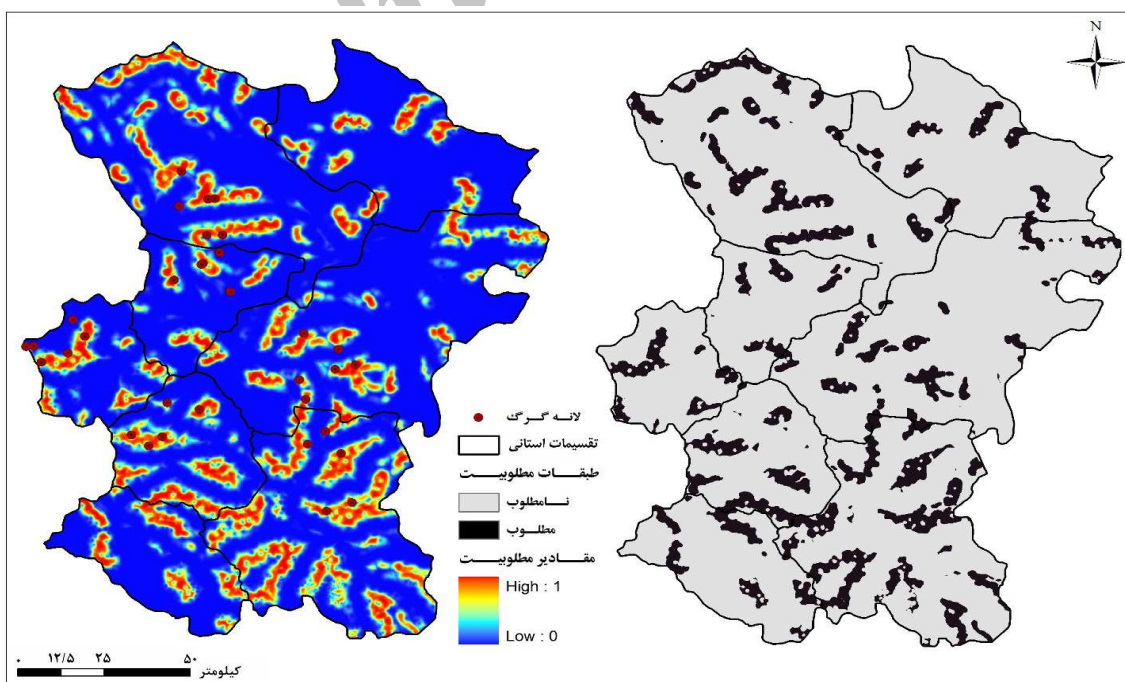 N
لانه گرگ
تقسیمات استانی
طبقات مطلوبیت
نامطلوب
مطلوب
مقادیر مطلوبیت
High : 1
Low : 0
۰ ۱۲/۵ ۲۵ ۵۰
کیلومتر